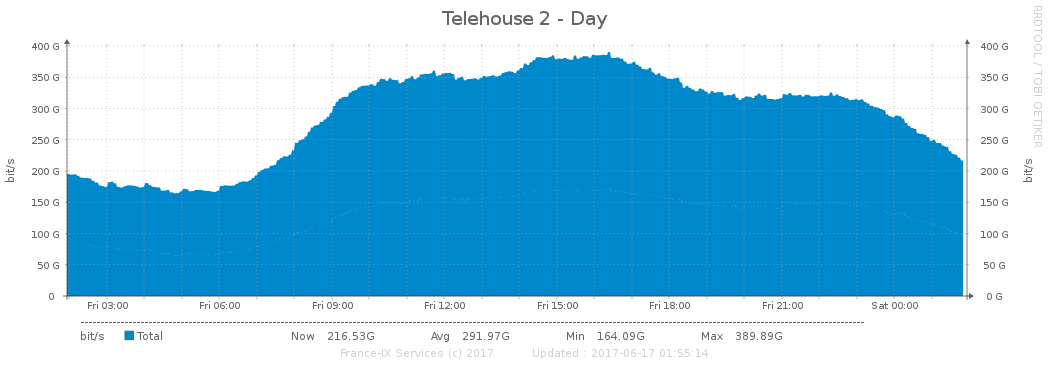 Telehouse 2 - Day
RRDTOOL / TOBI OETIKER
bit/s
400 G 400 G
350 G 350 G
300 G 300 G
250 G 250 G
200 G 200 G
150 G 150 G
100 G 100 G
50 G 50 G
0 0 G
bit/s
Fri 03:00 Fri 06:00 Fri 09:00 Fri 12:00 Fri 15:00 Fri 18:00 Fri 21:00 Sat 00:00
bit/s Total Now 216.53G Avg 291.97G Min 164.09G Max 389.89G
France-IX Services (c) 2017 Updated : 2017-06-17 01:55:14